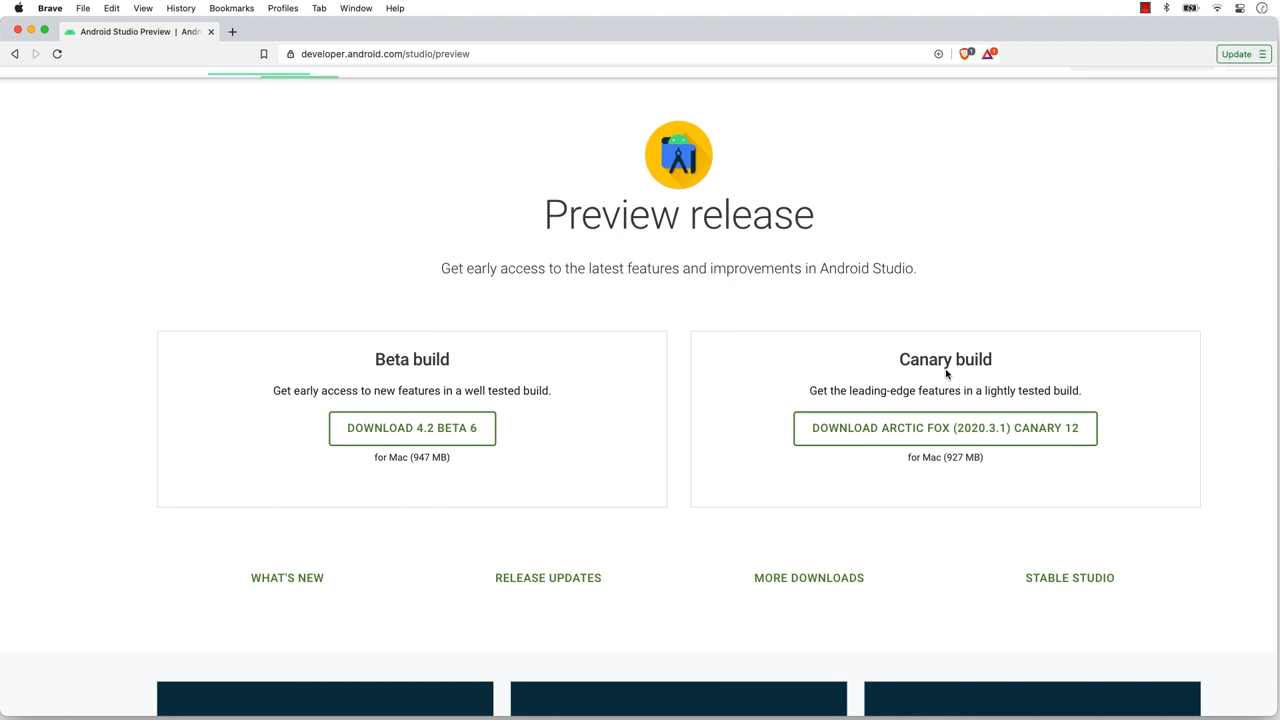 Brave File Edit View History Bookmarks Profiles Tab Window Help
Android Studio Preview | Andr
developer.android.com/studio/preview
1
1
Update
Preview release
Get early access to the latest features and improvements in Android Studio.
Beta build
Get early access to new features in a well tested build.
DOWNLOAD 4.2 BETA 6
for Mac (947 MB)
Canary build
Get the leading-edge features in a lightly tested build.
DOWNLOAD ARCTIC FOX (2020.3.1) CANARY 12
for Mac (927 MB)
WHAT'S NEW
RELEASE UPDATES
MORE DOWNLOADS
STABLE STUDIO